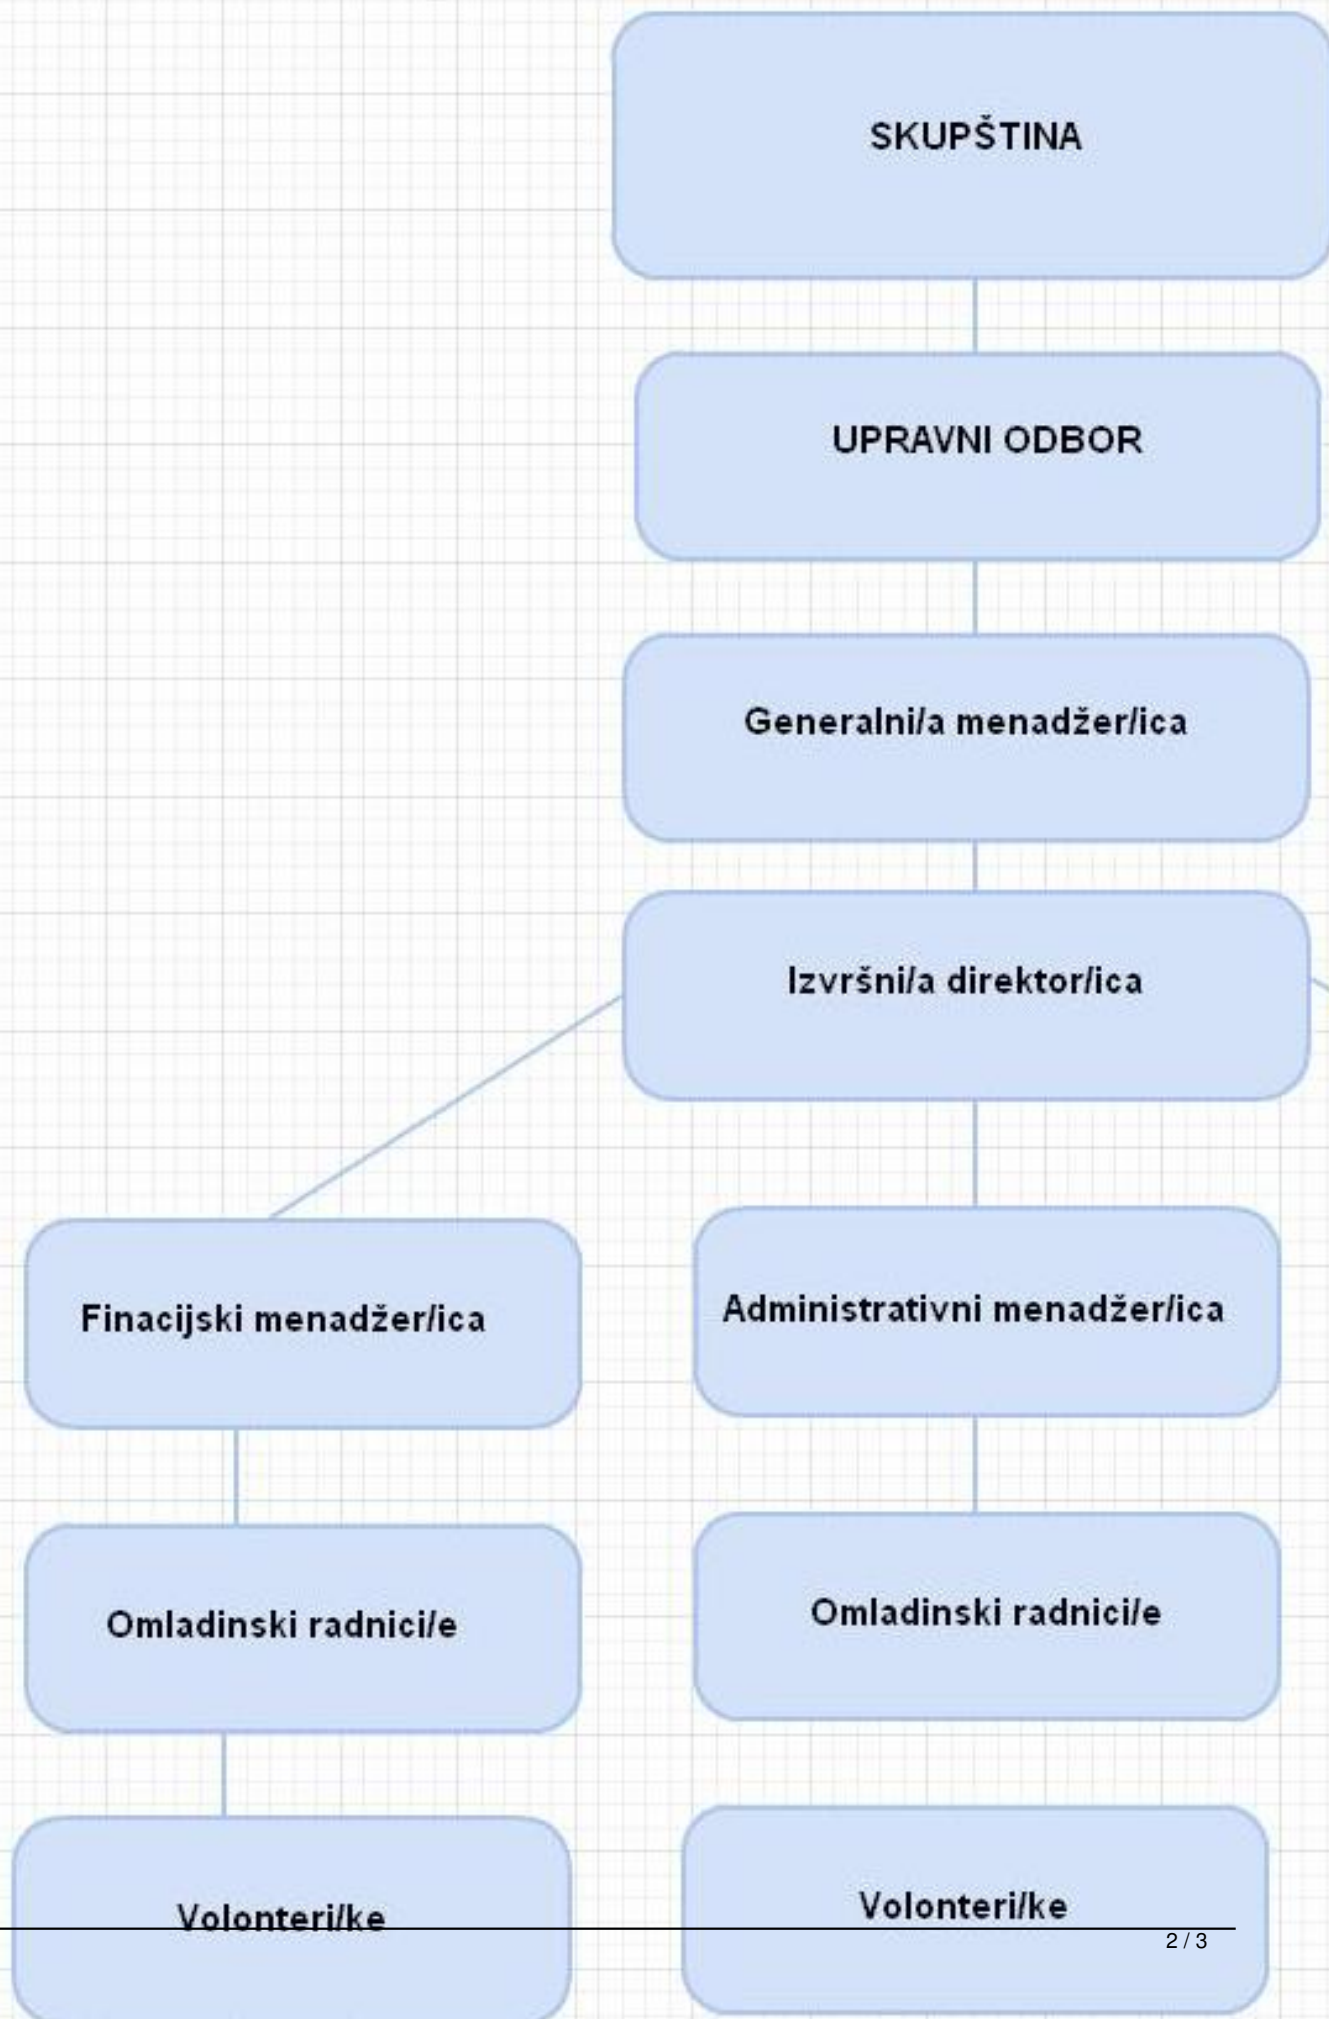 SKUPŠTINA
UPRAVNI ODBOR
Generalni/a menadžer/ica
Izvršni/a direktor/ica
Finacijski menadžer/ica
Administrativni menadžer/ica
Omladinski radnici/e
Omladinski radnici/e
Volonteri/ke
Volonteri/ke
2 / 3